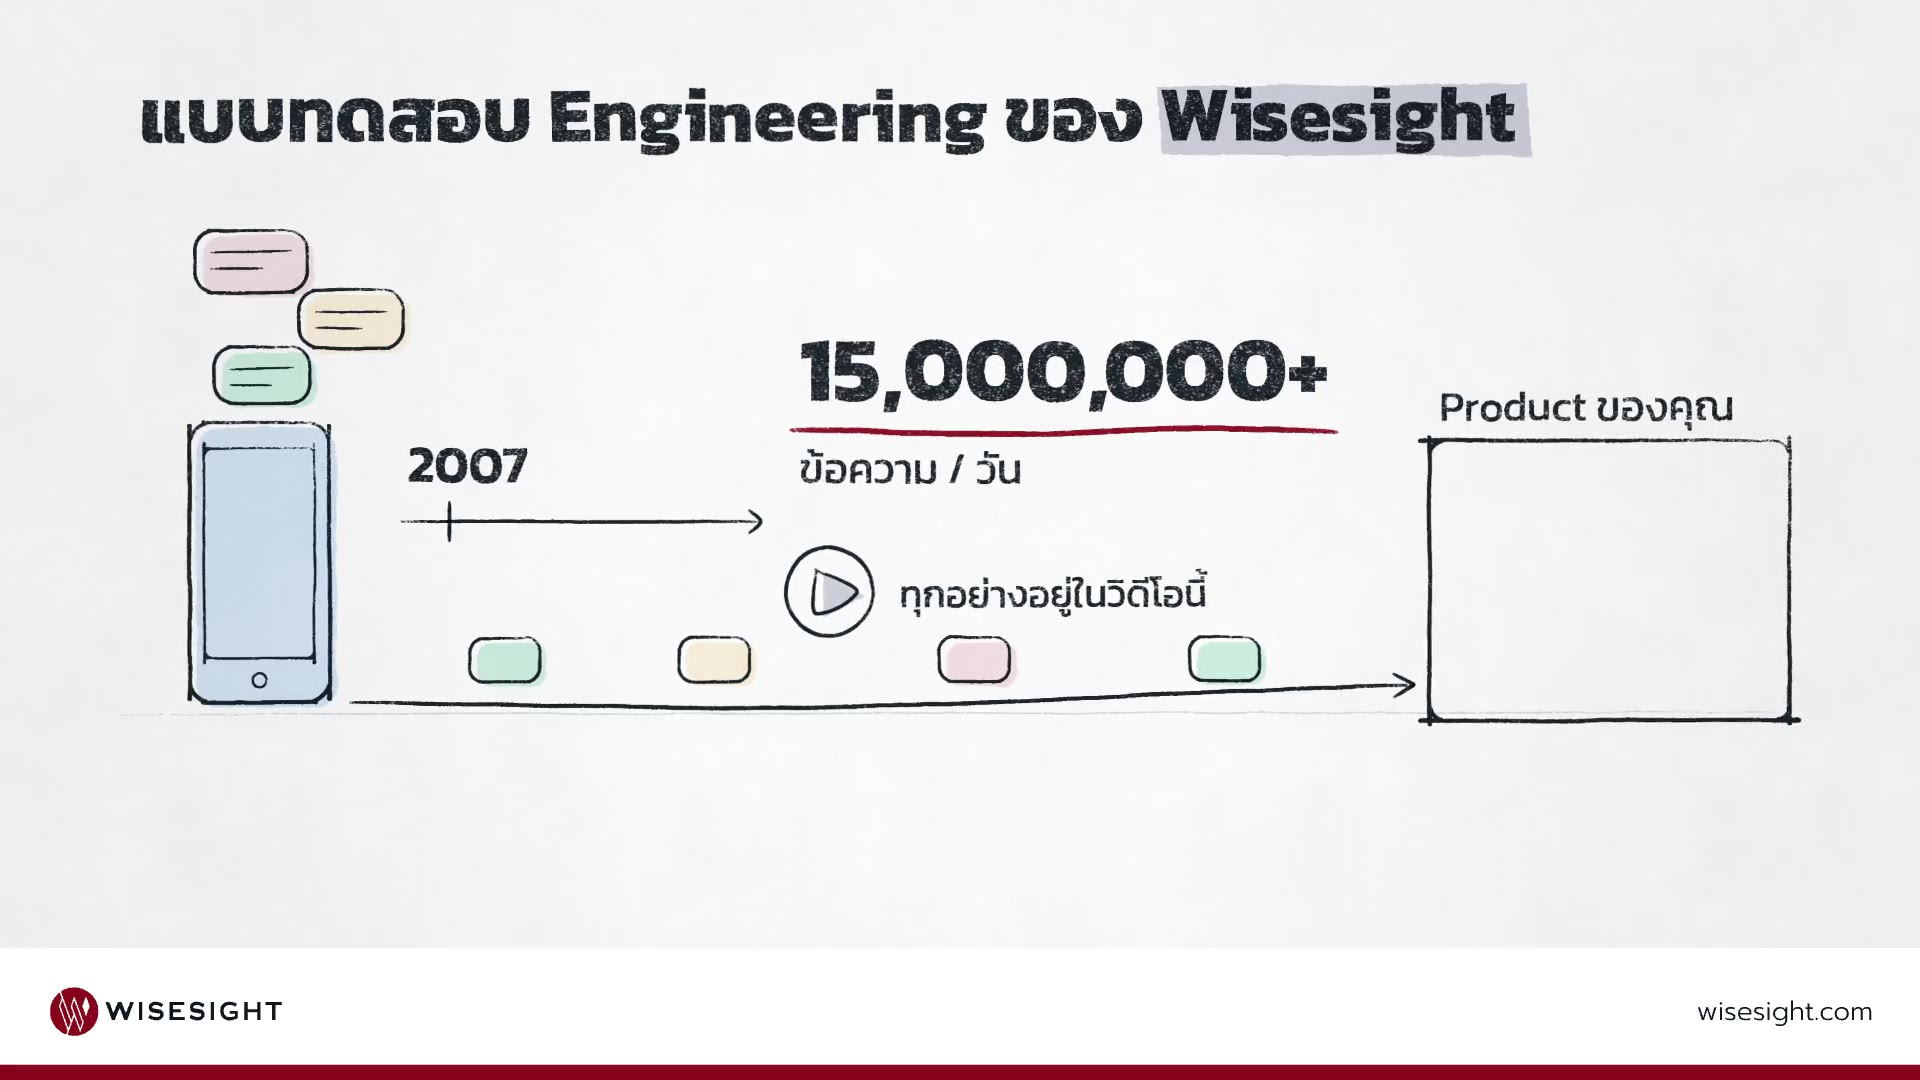 แบบทดสอบ Engineering ของ Wisesight
15,000,000+
ข้อความ / วัน
2007
Product ของคุณ
ทุกอย่างอยู่ในวิดีโอนี้
WISESIGHT
wisesight.com